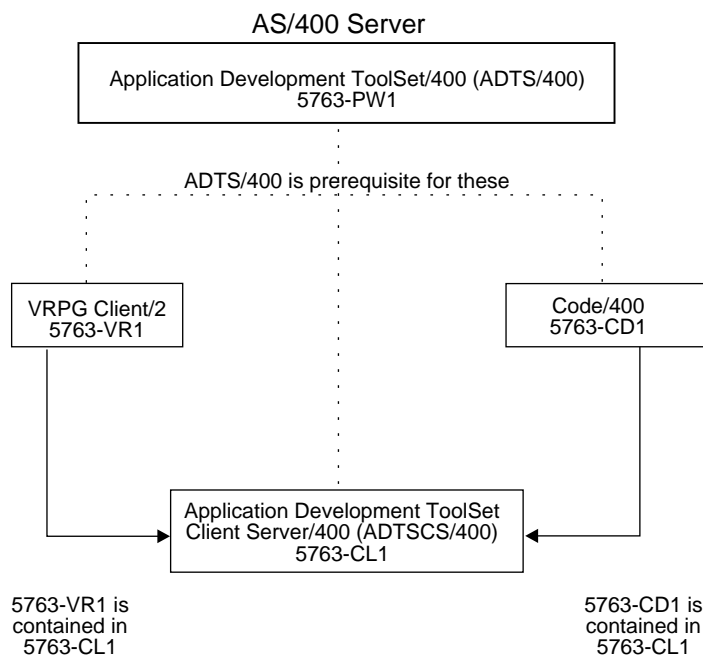 AS/400 Server
Application Development ToolSet/400 (ADTS/400)
5763-PW1
ADTS/400 is prerequisite for these
VRPG Client/2
5763-VR1
Code/400
5763-CD1
Application Development ToolSet
Client Server/400 (ADTSCS/400)
5763-CL1
5763-VR1 is
contained in
5763-CL1
5763-CD1 is
contained in
5763-CL1